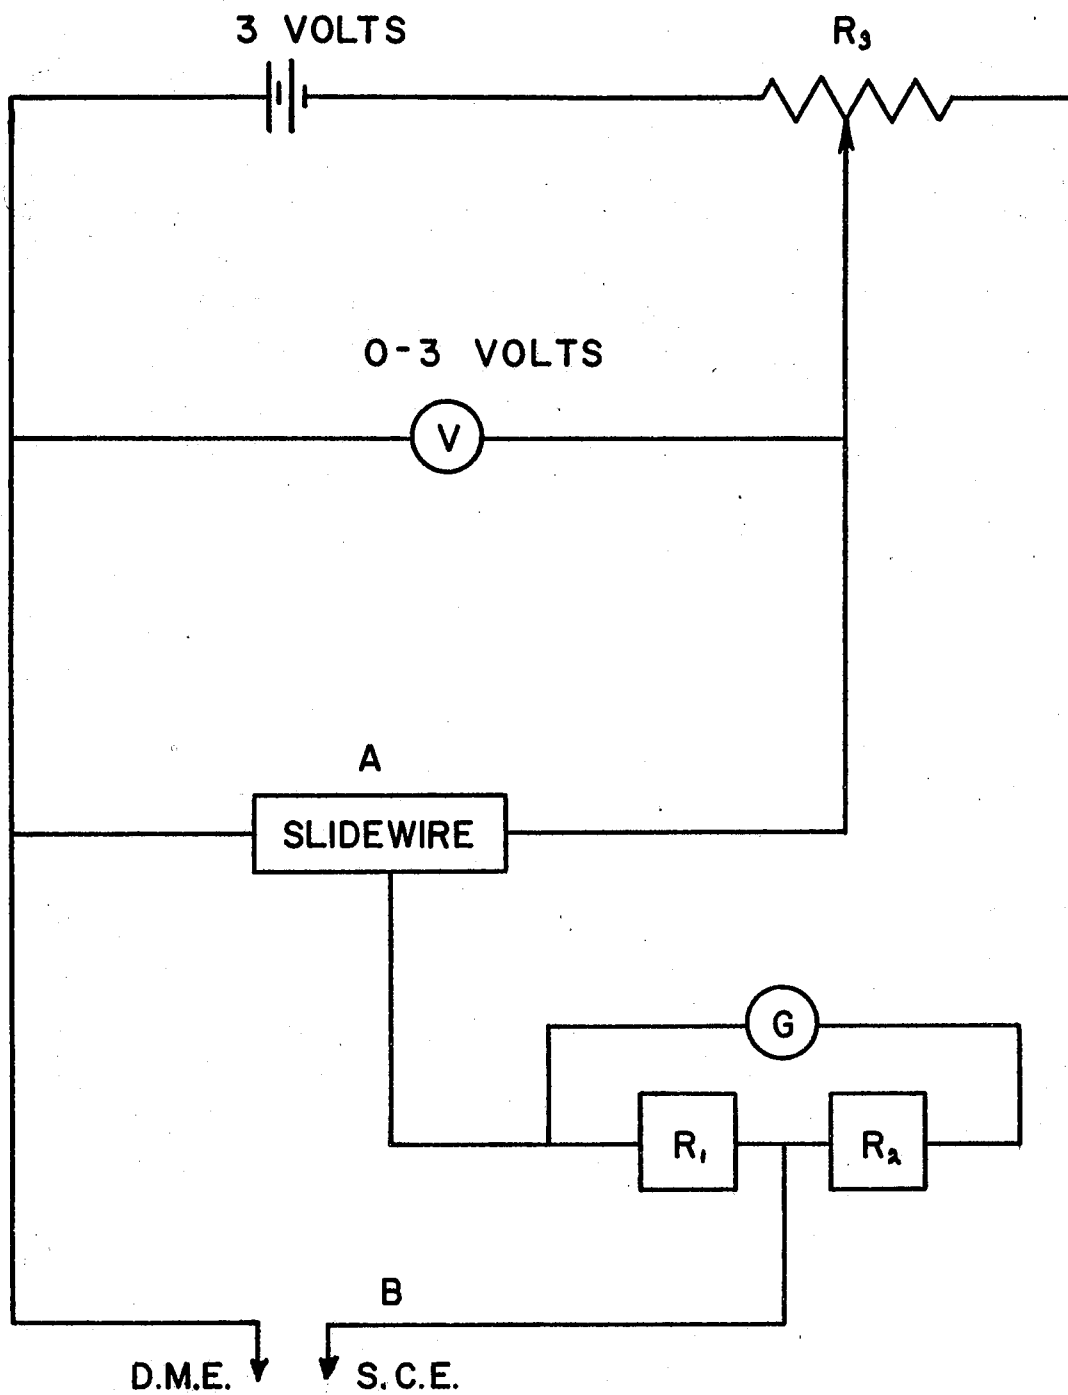 3 VOLTS
R₃
0-3 VOLTS
V
A
SLIDEWIRE
G
R₁
R₂
B
D.M.E.
S.C.E.